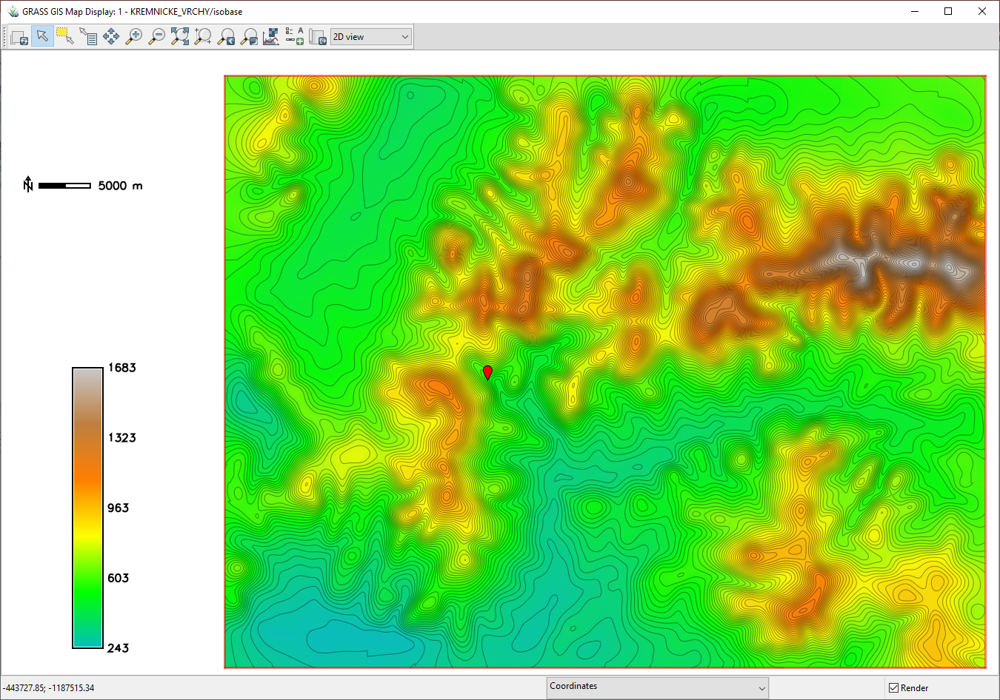 GRASS GIS Map Display: 1 - KREMNICKE_VRCHY/isobase
A
2D view
N
5000 m
1683
1323
963
603
243
-443727.85; -1187515.34
Coordinates
Render